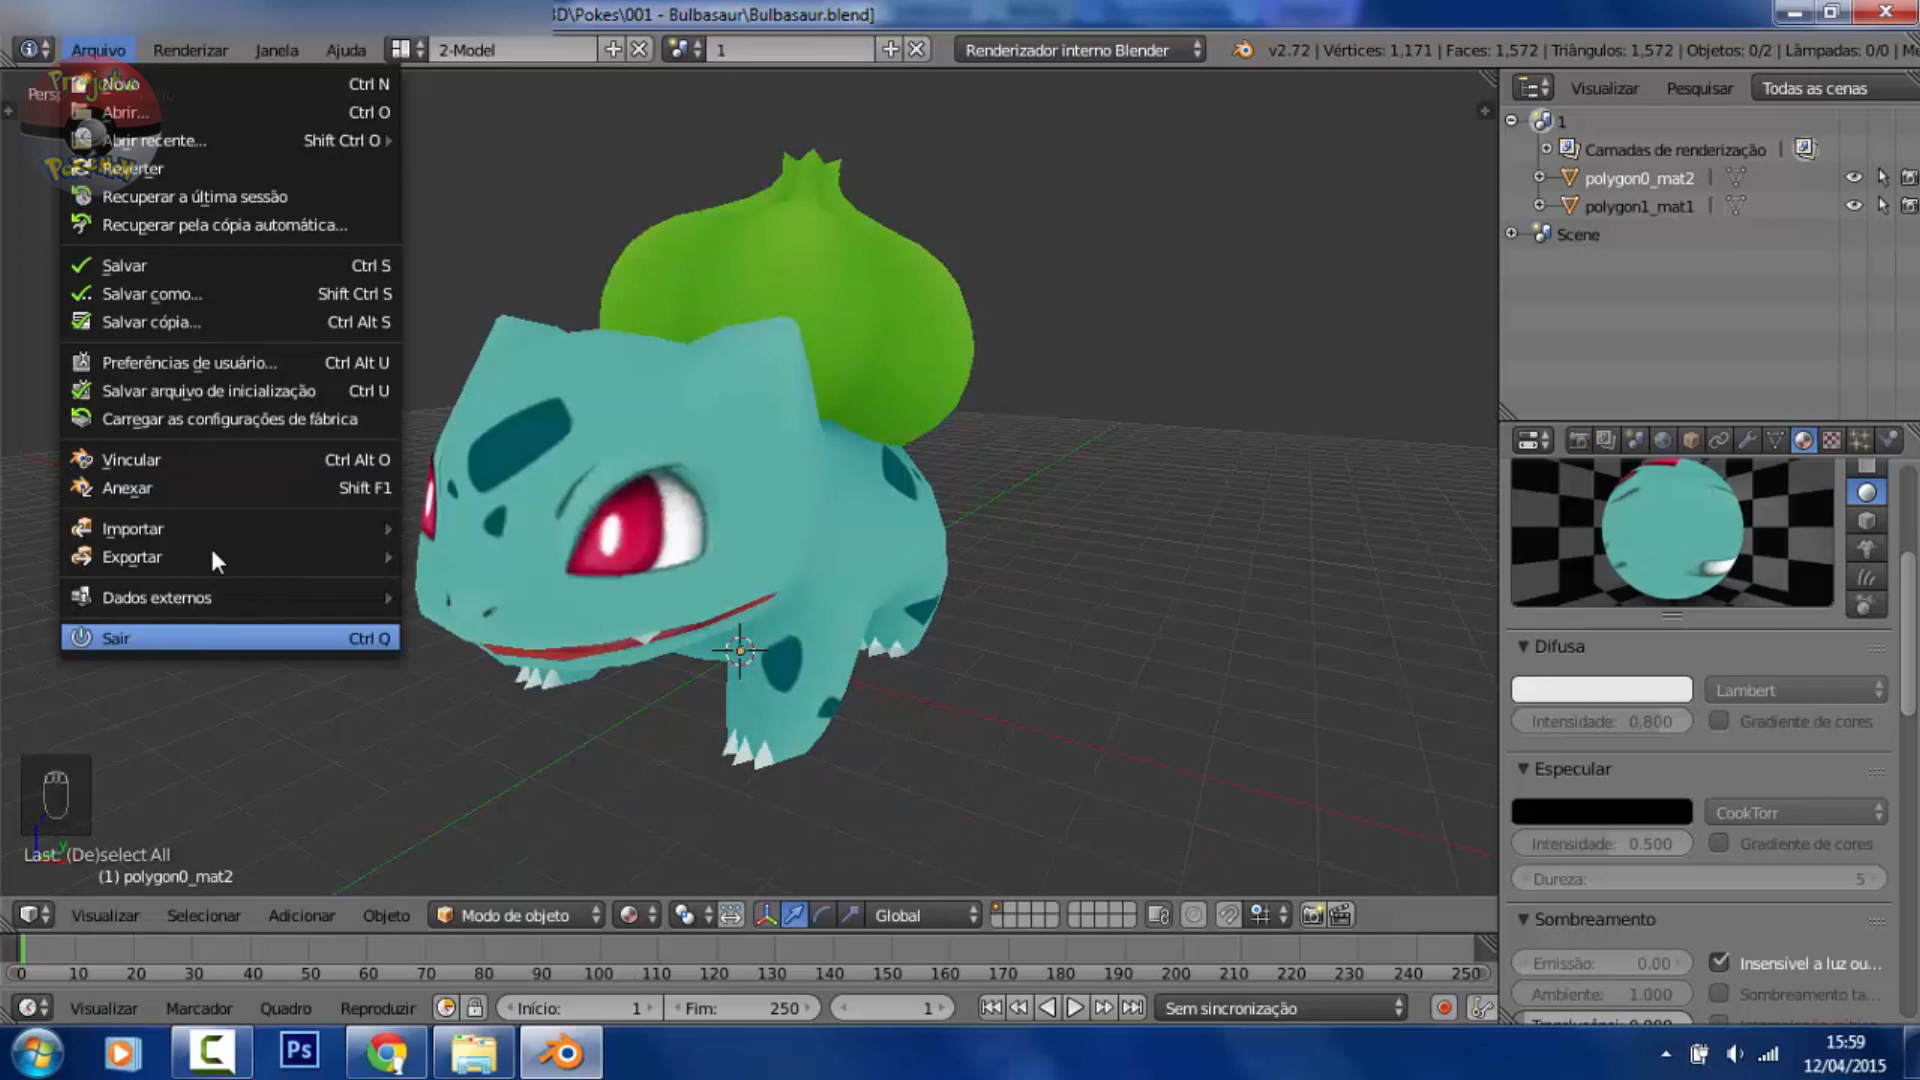 3D\Pokes\001 - Bulbasaur\Bulbasaur.blend]
Arquivo Renderizar Janela Ajuda 2-Model 1 Renderizador interno Blender v2.72 | Vértices: 1,171 | Faces: 1,572 | Triângulos: 1,572 | Objetos: 0/2 | Lâmpadas: 0/0 |
Projeto
Pokémon
Novo Ctrl N
Abrir... Ctrl O
Abrir recente... Shift Ctrl O
Reverter
Recuperar a última sessão
Recuperar pela cópia automática...
Salvar Ctrl S
Salvar como... Shift Ctrl S
Salvar cópia... Ctrl Alt S
Preferências de usuário... Ctrl Alt U
Salvar arquivo de inicialização Ctrl U
Carregar as configurações de fábrica
Vincular Ctrl Alt O
Anexar Shift F1
Importar
Exportar
Dados externos
Sair Ctrl Q
Visualizar Pesquisar Todas as cenas
1
Camadas de renderização
polygon0_mat2
polygon1_mat1
Scene
Difusa
Lambert
Intensidade: 0.800 Gradiente de cores
Especular
CookTorr
Intensidade: 0.500 Gradiente de cores
Dureza: 5
Sombreamento
Emissão: 0.00 Insensível a luz ou...
Ambiente: 1.000 Sombreamento ta...
Last: (De)select All
(1) polygon0_mat2
Visualizar Selecionar Adicionar Objeto Modo de objeto Global
0 10 20 30 40 50 60 70 80 90 100 110 120 130 140 150 160 170 180 190 200 210 220 230 240 250
Visualizar Marcador Quadro Reproduzir Início: 1 Fim: 250 1 Sem sincronização
Ps
15:59
12/04/2015